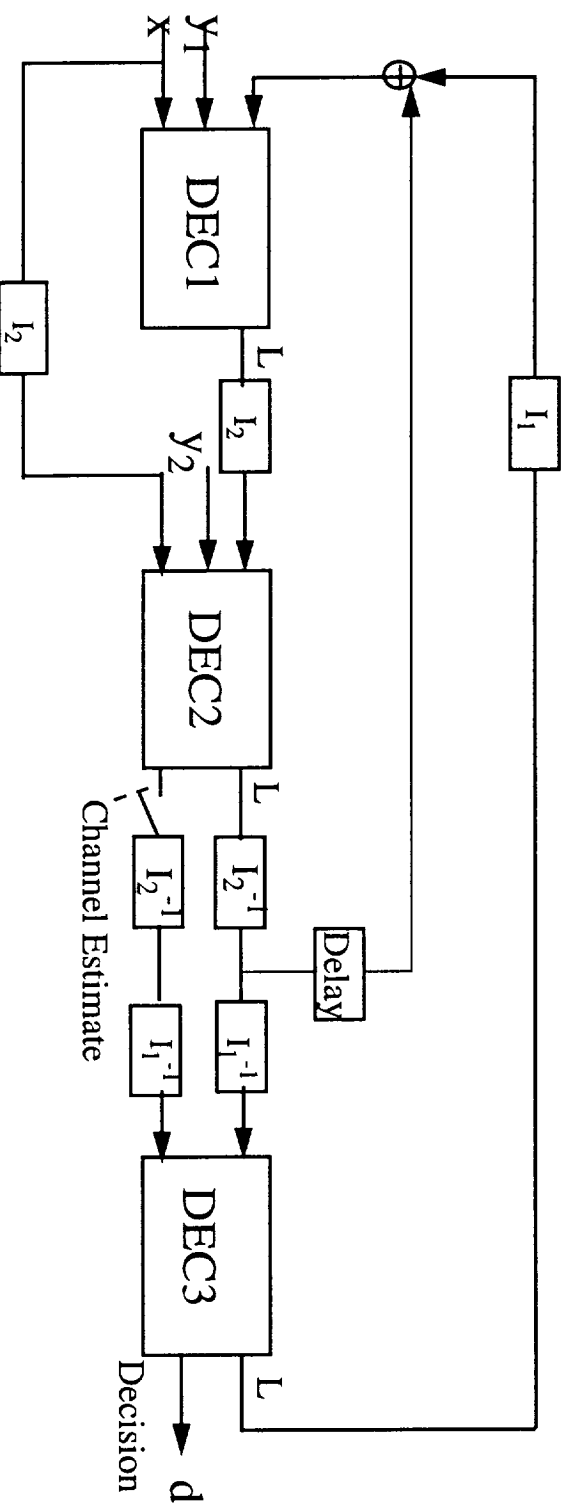 x
y1
DEC1
I2
L
I2
y2
DEC2
L
I2-1
I2-1
Channel Estimate
Delay
I1-1
I1-1
I1
DEC3
L
Decision
d